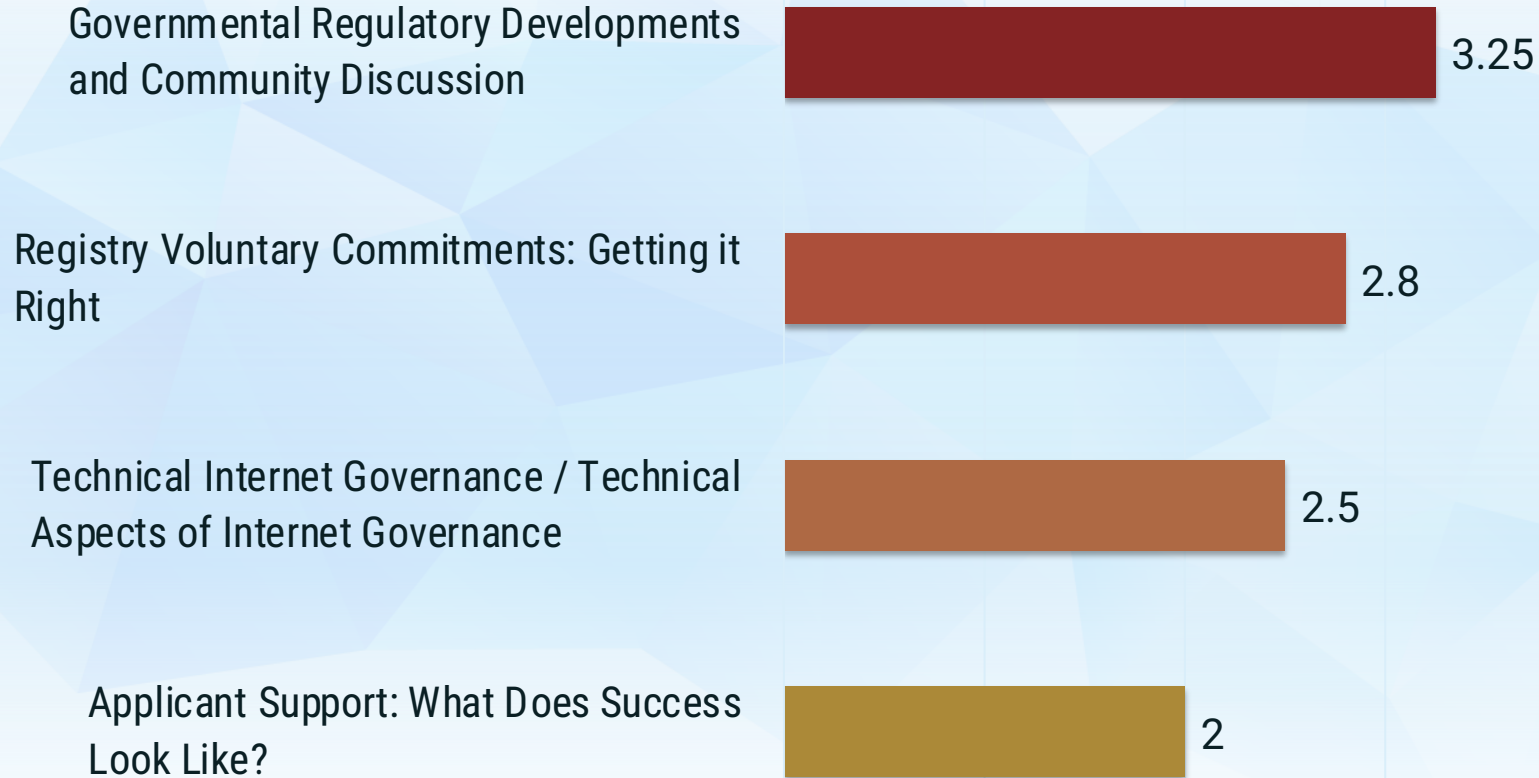 Governmental Regulatory Developments
and Community Discussion
3.25
Registry Voluntary Commitments: Getting it
Right
2.8
Technical Internet Governance / Technical
Aspects of Internet Governance
2.5
Applicant Support: What Does Success
Look Like?
2